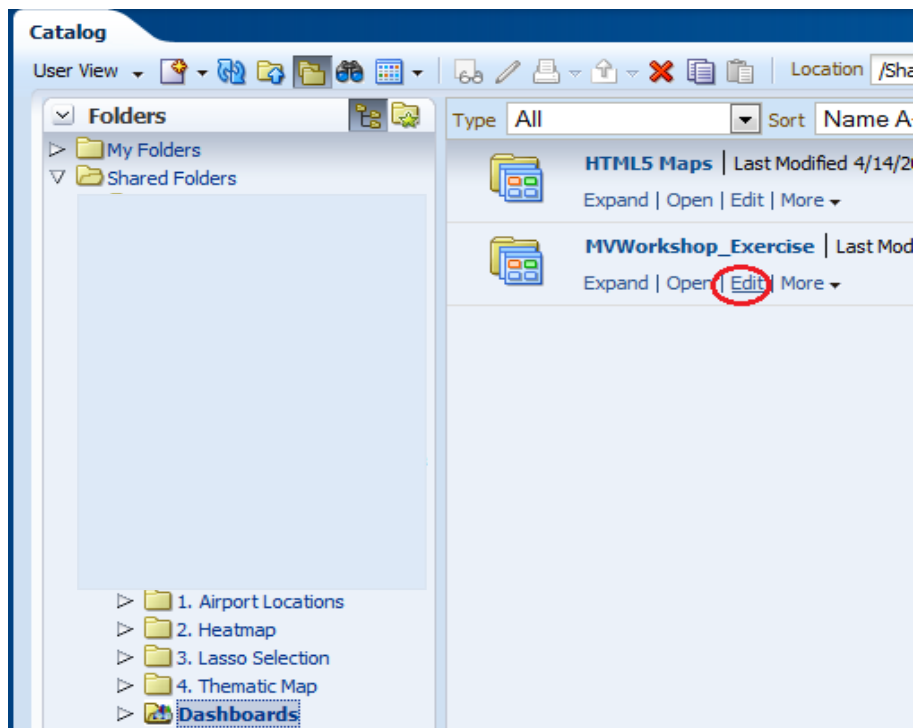 Catalog
User View
Location /Sha
Folders
My Folders
Shared Folders
1. Airport Locations
2. Heatmap
3. Lasso Selection
4. Thematic Map
Dashboards
Type All Sort Name A-
HTML5 Maps | Last Modified 4/14/20
Expand | Open | Edit | More
MVWorkshop_Exercise | Last Mod
Expand | Open | Edit | More